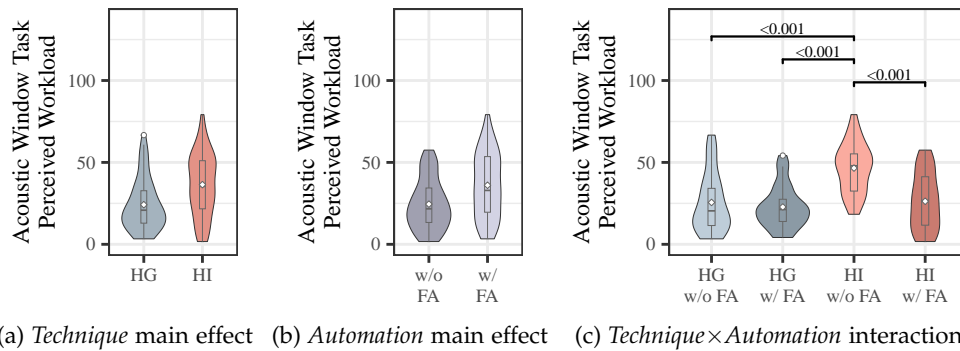 Acoustic Window Task
Perceived Workload
100
50
0
HG
HI
(a) Technique main effect
Acoustic Window Task
Perceived Workload
100
50
0
w/o
FA
w/
FA
(b) Automation main effect
Acoustic Window Task
Perceived Workload
100
50
0
<0.001
<0.001
<0.001
HG
w/o FA
HG
w/ FA
HI
w/o FA
HI
w/ FA
(c) Technique×Automation interaction